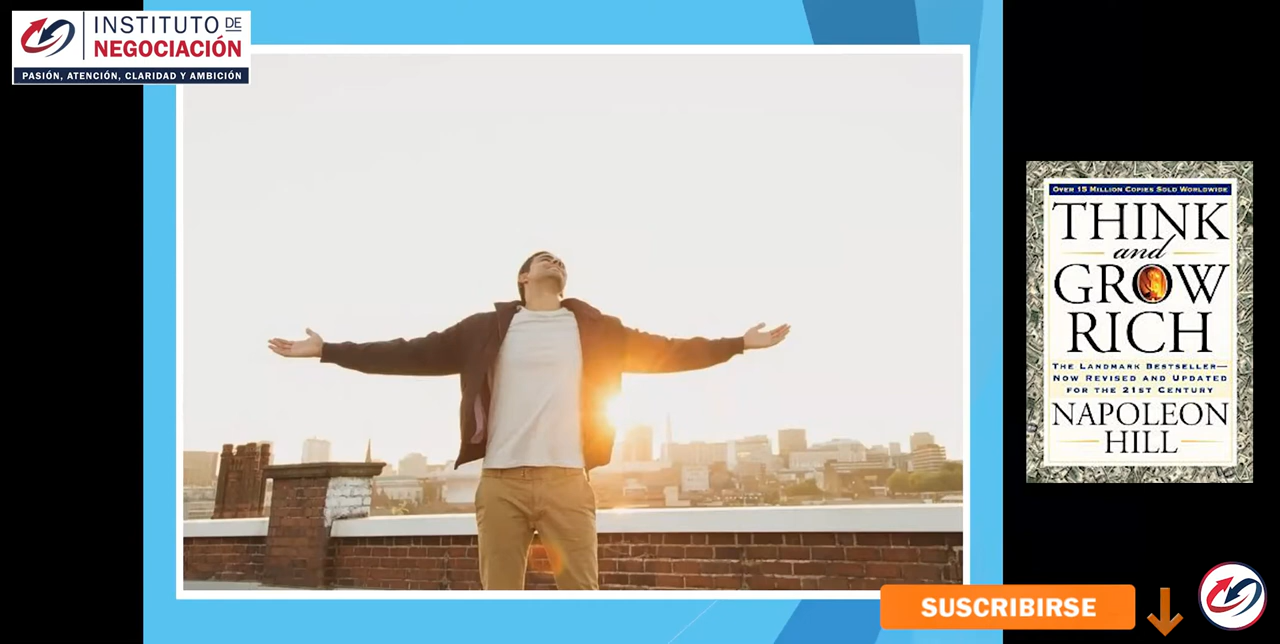 INSTITUTO DE
NEGOCIACIÓN
PASIÓN, ATENCIÓN, CLARIDAD Y AMBICIÓN
OVER 15 MILLION COPIES SOLD WORLDWIDE
THINK
and
GROW
RICH
THE LANDMARK BESTSELLER—
NOW REVISED AND UPDATED
FOR THE 21ST CENTURY
NAPOLEON
HILL
SUSCRIBIRSE